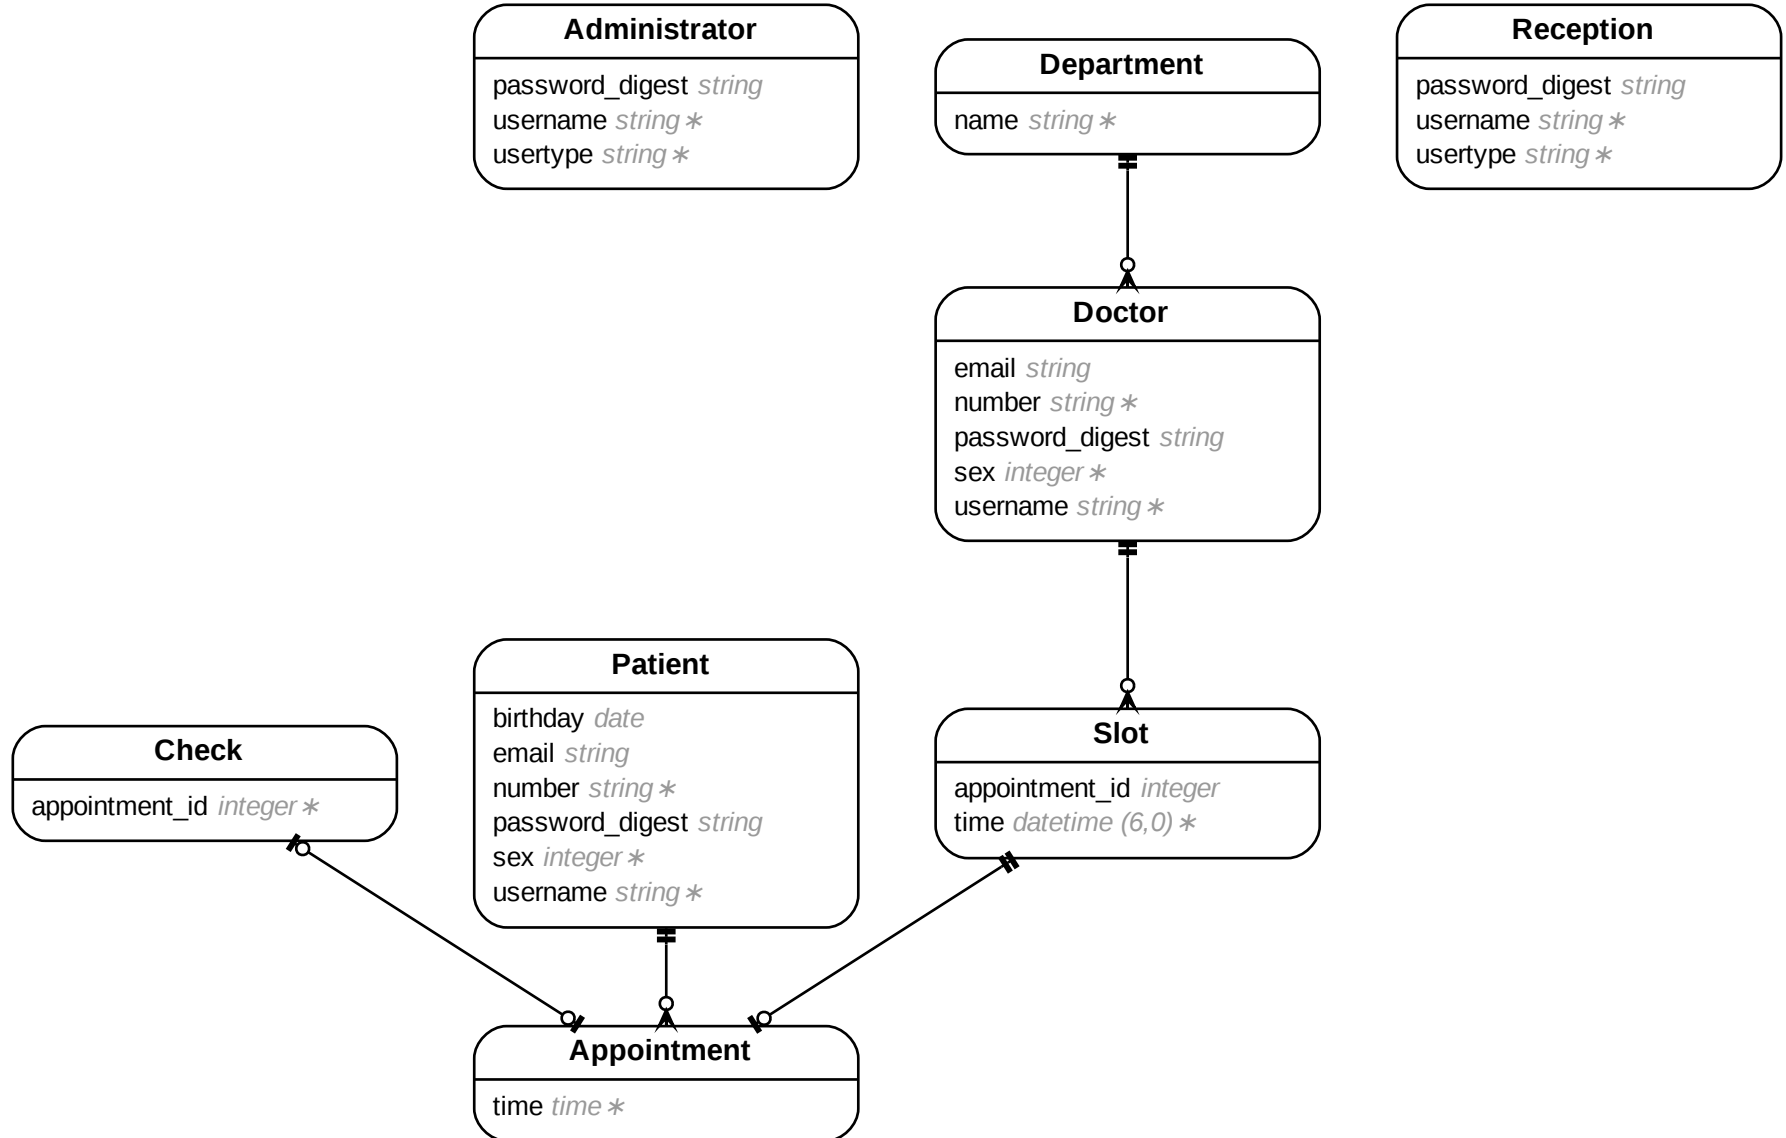 Administrator
password_digest string
username string ∗
usertype string ∗
Department
name string ∗
Reception
password_digest string
username string ∗
usertype string ∗
Doctor
email string
number string ∗
password_digest string
sex integer ∗
username string ∗
Patient
birthday date
email string
number string ∗
password_digest string
sex integer ∗
username string ∗
Check
appointment_id integer ∗
Slot
appointment_id integer
time datetime (6,0) ∗
Appointment
time time ∗